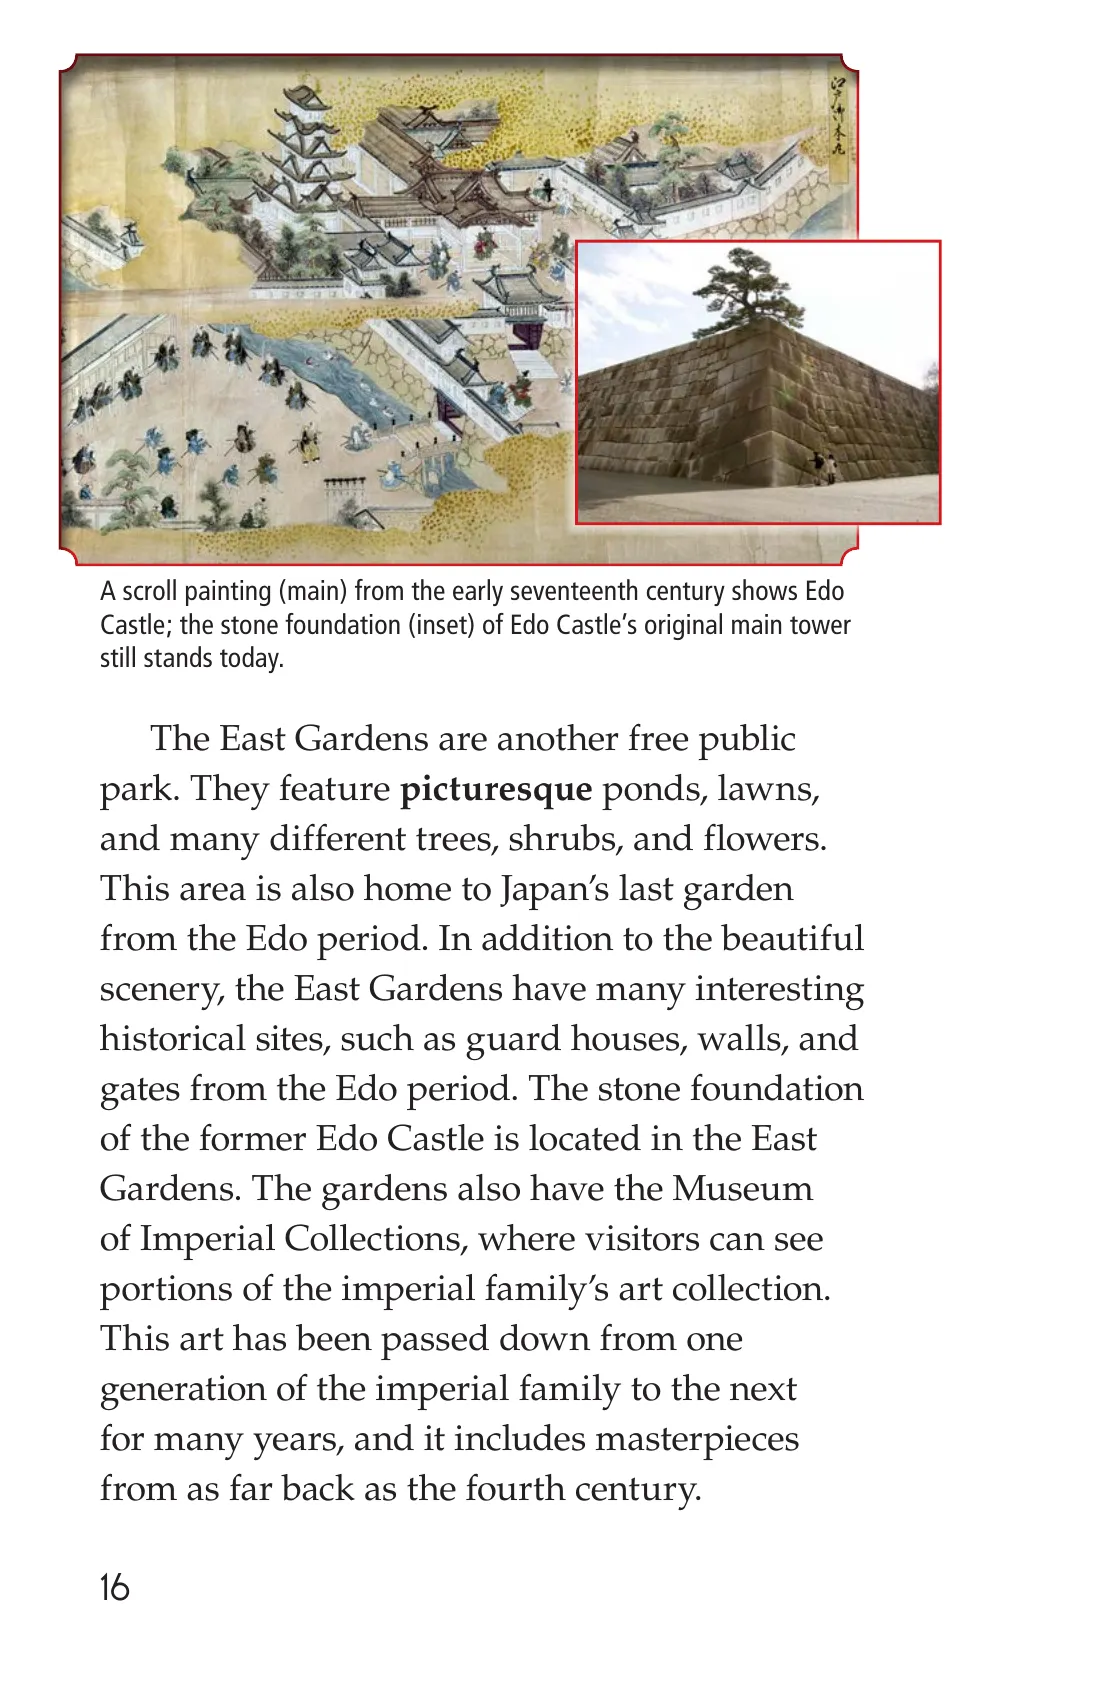 江戸御本丸
A scroll painting (main) from the early seventeenth century shows Edo
Castle; the stone foundation (inset) of Edo Castle’s original main tower
still stands today.
The East Gardens are another free public
park. They feature picturesque ponds, lawns,
and many different trees, shrubs, and flowers.
This area is also home to Japan’s last garden
from the Edo period. In addition to the beautiful
scenery, the East Gardens have many interesting
historical sites, such as guard houses, walls, and
gates from the Edo period. The stone foundation
of the former Edo Castle is located in the East
Gardens. The gardens also have the Museum
of Imperial Collections, where visitors can see
portions of the imperial family’s art collection.
This art has been passed down from one
generation of the imperial family to the next
for many years, and it includes masterpieces
from as far back as the fourth century.
16